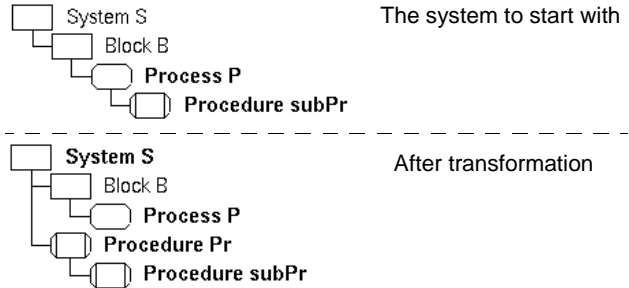 System S
The system to start with
Block B
Process P
Procedure subPr
System S
After transformation
Block B
Process P
Procedure Pr
Procedure subPr